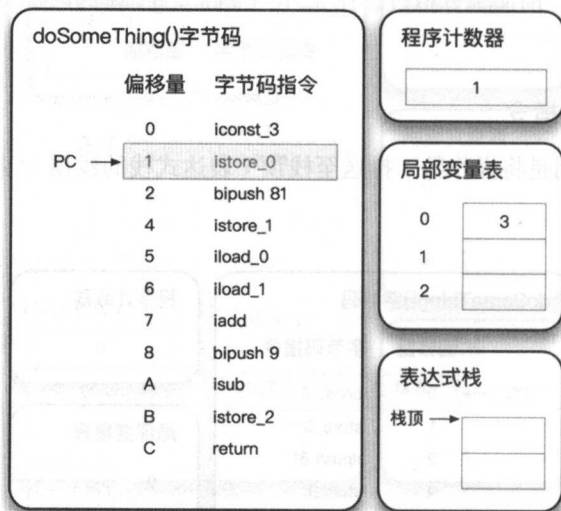 doSomeThing()字节码
偏移量 字节码指令
0 iconst_3
PC 1 istore_0
2 bipush 81
4 istore_1
5 iload_0
6 iload_1
7 iadd
8 bipush 9
A isub
B istore_2
C return
程序计数器
1
局部变量表
0 3
1
2
表达式栈
栈顶